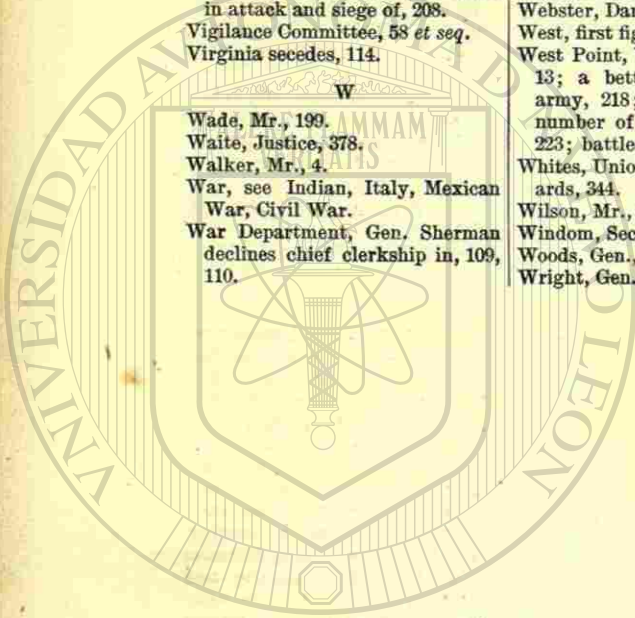 in attack and siege of, 208.
Vigilance Committee, 58 et seq.
Virginia secedes, 114.
W
Wade, Mr., 199.
Waite, Justice, 378.
Walker, Mr., 4.
War, see Indian, Italy, Mexican
War, Civil War.
War Department, Gen. Sherman
declines chief clerkship in, 109,
110.
Webster, Dan
West, first fig
West Point,
13; a bett
army, 218;
number of
223; battle
Whites, Unio
ards, 344.
Wilson, Mr.,
Windom, Sec
Woods, Gen.,
Wright, Gen.
ALERE FLAMMAM
VERITATIS